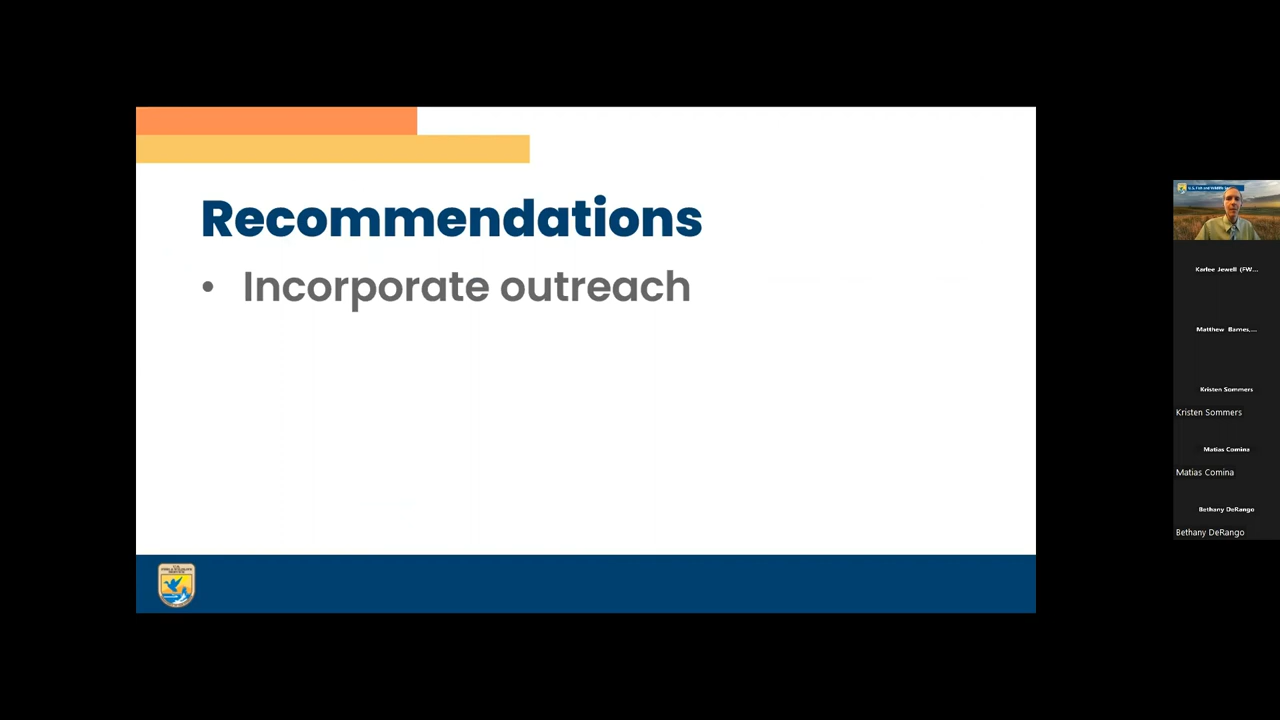 Recommendations
• Incorporate outreach
Karlee Jewell (FW...
Matthew Barnes,...
Kristen Sommers
Kristen Sommers
Matias Comina
Matias Comina
Bethany DeRango
Bethany DeRango